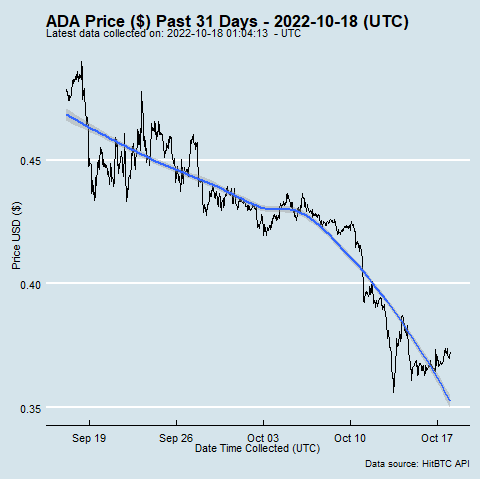 ADA Price ($) Past 31 Days - 2022-10-18 (UTC)
Latest data collected on: 2022-10-18 01:04:13 - UTC
Price USD ($)
0.45
0.40
0.35
Sep 19 Sep 26 Oct 03 Oct 10 Oct 17
Date Time Collected (UTC)
Data source: HitBTC API